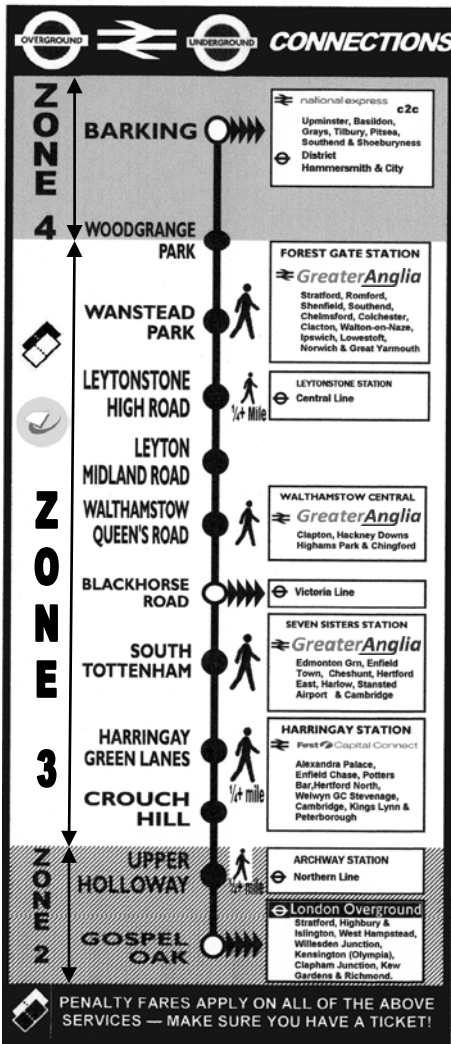 OVERGROUND
UNDERGROUND
CONNECTIONS
ZONE 4
BARKING
national express
c2c
Upminster, Basildon,
Grays, Tilbury, Pitsea,
Southend & Shoeburyness
District
Hammersmith & City
WOODGRANGE
PARK
ZONE 3
FOREST GATE STATION
GreaterAnglia
Stratford, Romford,
Shenfield, Southend,
Chelmsford, Colchester,
Clacton, Walton-on-Naze,
Ipswich, Lowestoft,
Norwich & Great Yarmouth
WANSTEAD
PARK
LEYTONSTONE
HIGH ROAD
¼+ Mile
LEYTONSTONE STATION
Central Line
LEYTON
MIDLAND ROAD
WALTHAMSTOW
QUEEN'S ROAD
WALTHAMSTOW CENTRAL
GreaterAnglia
Clapton, Hackney Downs
Highams Park & Chingford
BLACKHORSE
ROAD
Victoria Line
SOUTH
TOTTENHAM
SEVEN SISTERS STATION
GreaterAnglia
Edmonton Grn, Enfield
Town, Cheshunt, Hertford
East, Harlow, Stansted
Airport & Cambridge
HARRINGAY
GREEN LANES
¼+ mile
HARRINGAY STATION
First Capital Connect
Alexandra Palace,
Enfield Chase, Potters
Bar,Hertford North,
Welwyn GC Stevenage,
Cambridge, Kings Lynn &
Peterborough
CROUCH
HILL
ZONE 2
UPPER
HOLLOWAY
½+ mile
ARCHWAY STATION
Northern Line
GOSPEL
OAK
London Overground
Stratford, Highbury &
Islington, West Hampstead,
Willesden Junction,
Kensington (Olympia),
Clapham Junction, Kew
Gardens & Richmond.
PENALTY FARES APPLY ON ALL OF THE ABOVE
SERVICES — MAKE SURE YOU HAVE A TICKET!